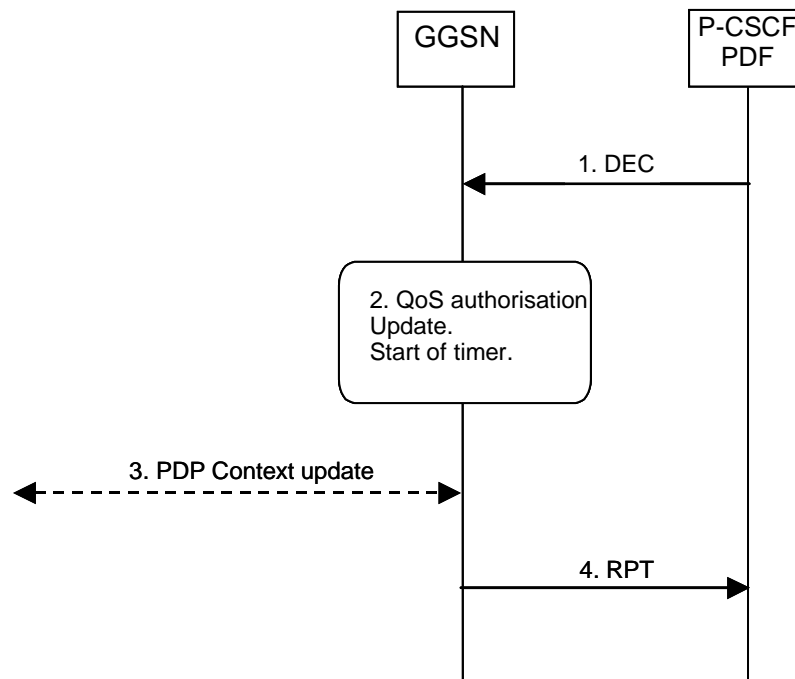 GGSN
P-CSCF
PDF
1. DEC
2. QoS authorisation
Update.
Start of timer.
3. PDP Context update
4. RPT